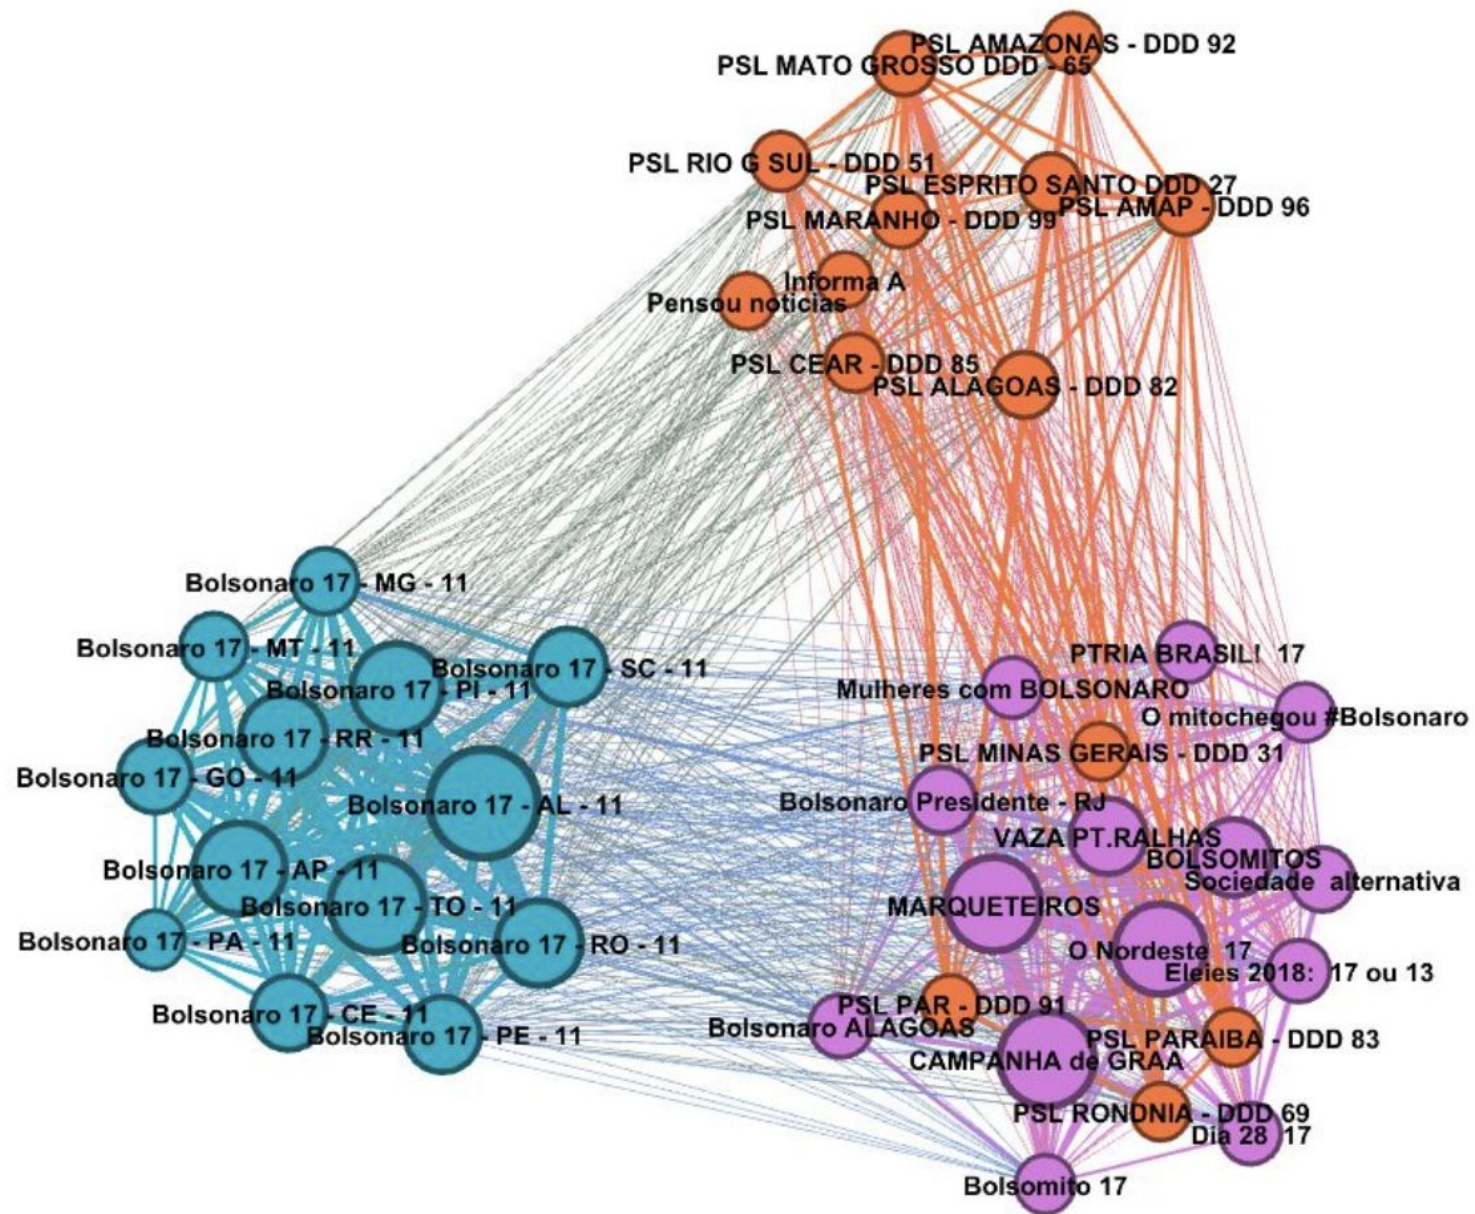 PSL AMAZONAS - DDD 92
PSL MATO GROSSO DDD - 65
PSL RIO G SUL - DDD 51
PSL ESPRITO SANTO DDD 27
PSL AMAP - DDD 96
PSL MARANHO - DDD 99
Informa A
Pensou noticias
PSL CEAR - DDD 85
PSL ALAGOAS - DDD 82
Bolsonaro 17 - MG - 11
Bolsonaro 17 - MT - 11
Bolsonaro 17 - SC - 11
Bolsonaro 17 - PI - 11
Bolsonaro 17 - RR - 11
Bolsonaro 17 - GO - 11
Bolsonaro 17 - AL - 11
Bolsonaro 17 - AP - 11
Bolsonaro 17 - TO - 11
Bolsonaro 17 - PA - 11
Bolsonaro 17 - RO - 11
Bolsonaro 17 - CE - 11
Bolsonaro 17 - PE - 11
PTRIA BRASIL! 17
Mulheres com BOLSONARO
O mitochegou #Bolsonaro
PSL MINAS GERAIS - DDD 31
Bolsonaro Presidente - RJ
VAZA PT.RALHAS
BOLSOMITOS
Sociedade alternativa
MARQUETEIROS
O Nordeste 17
Eleies 2018: 17 ou 13
PSL PAR - DDD 91
Bolsonaro ALAGOAS
PSL PARAIBA - DDD 83
CAMPANHA de GRAA
PSL RONDNIA - DDD 69
Dia 28 17
Bolsomito 17